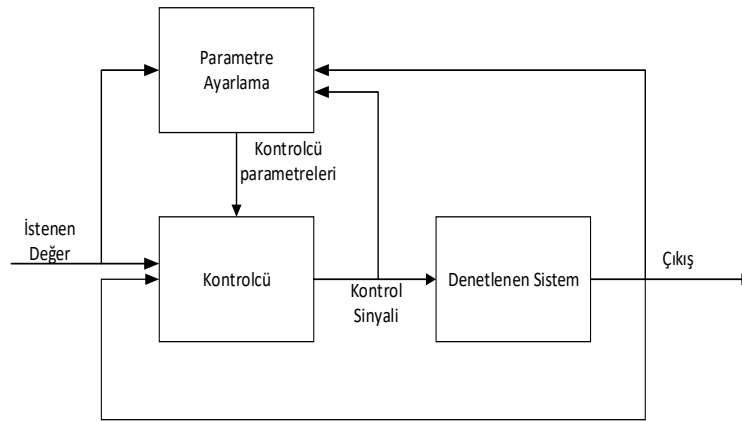 Parametre
Ayarlama
Kontrolcü
parametreleri
İstenen
Değer
Kontrolcü
Kontrol
Sinyali
Denetlenen Sistem
Çıkış